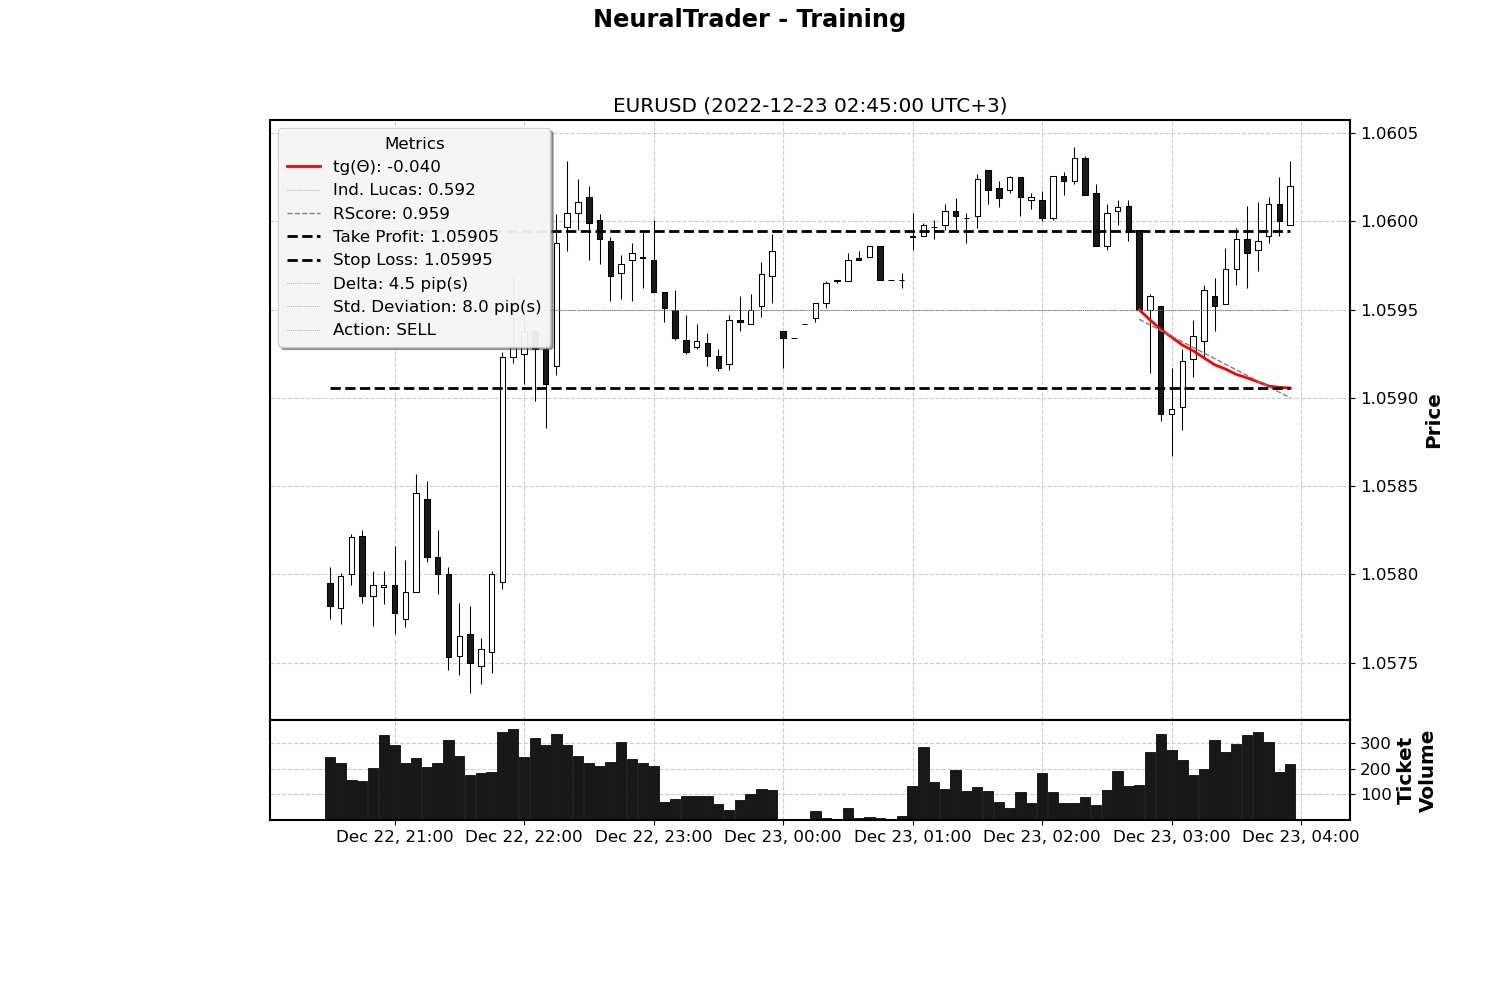 NeuralTrader - Training
EURUSD (2022-12-23 02:45:00 UTC+3)
Metrics
tg(Θ): -0.040
Ind. Lucas: 0.592
RScore: 0.959
Take Profit: 1.05905
Stop Loss: 1.05995
Delta: 4.5 pip(s)
Std. Deviation: 8.0 pip(s)
Action: SELL
1.0605
1.0600
1.0595
1.0590
1.0585
1.0580
1.0575
Price
300
200
100
Ticket
Volume
Dec 22, 21:00 Dec 22, 22:00 Dec 22, 23:00 Dec 23, 00:00 Dec 23, 01:00 Dec 23, 02:00 Dec 23, 03:00 Dec 23, 04:00